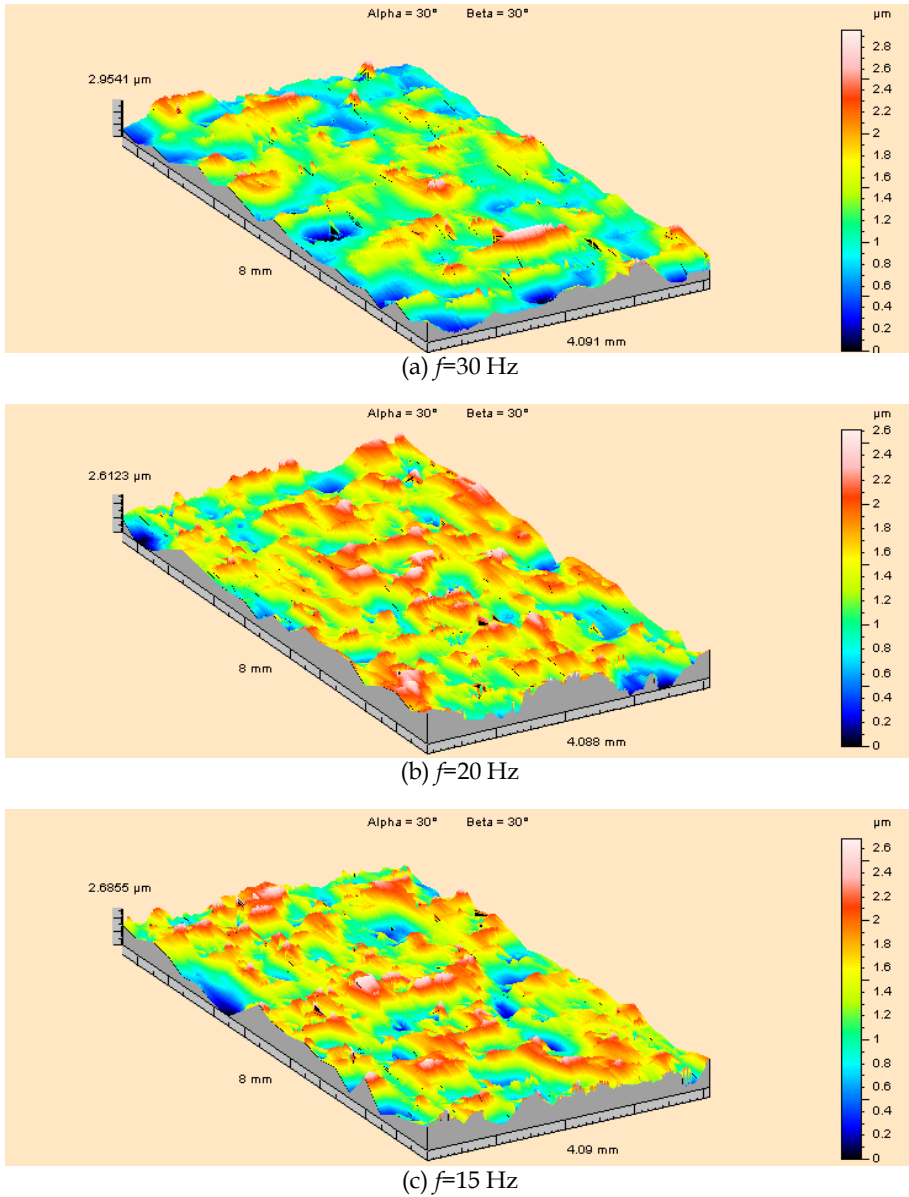 Alpha = 30° Beta = 30°
µm
2.9541 µm
2.8
2.6
2.4
2.2
2
1.8
1.6
1.4
1.2
1
0.8
0.6
0.4
0.2
0
8 mm
4.091 mm
(a) f=30 Hz
Alpha = 30° Beta = 30°
µm
2.6123 µm
2.6
2.4
2.2
2
1.8
1.6
1.4
1.2
1
0.8
0.6
0.4
0.2
0
8 mm
4.088 mm
(b) f=20 Hz
Alpha = 30° Beta = 30°
µm
2.6855 µm
2.6
2.4
2.2
2
1.8
1.6
1.4
1.2
1
0.8
0.6
0.4
0.2
0
8 mm
4.09 mm
(c) f=15 Hz